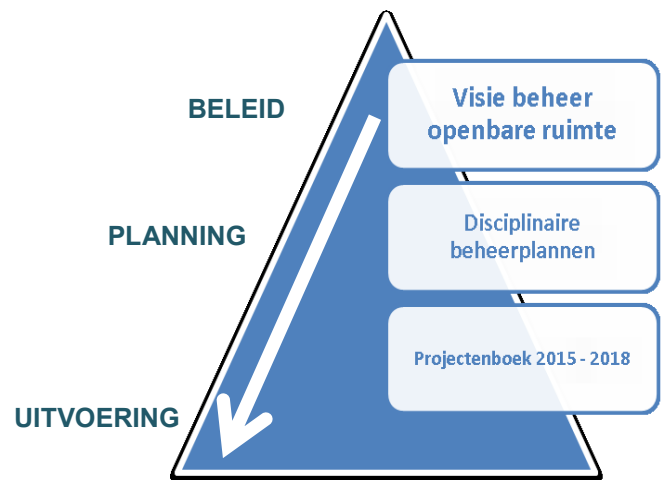 BELEID
Visie beheer
openbare ruimte
PLANNING
Disciplinaire
beheerplannen
UITVOERING
Projectenboek 2015 - 2018